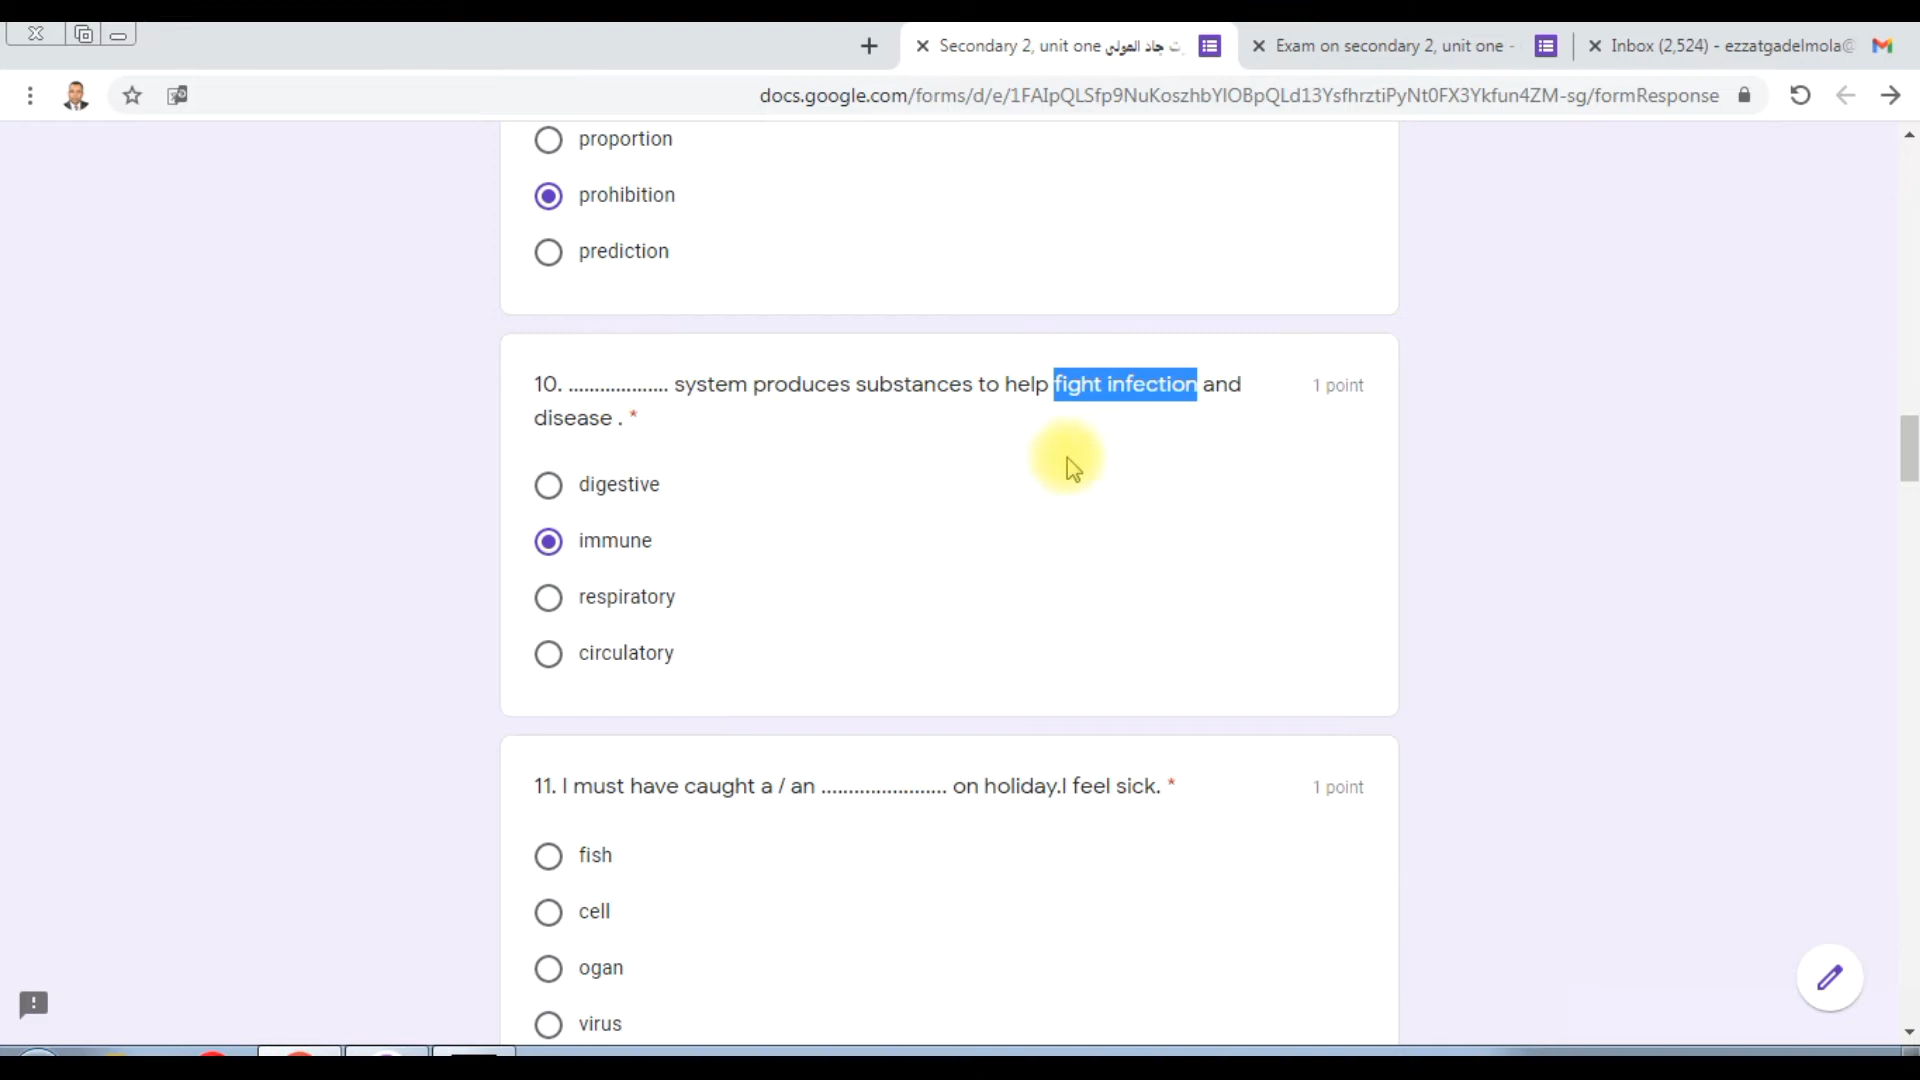 Secondary 2, unit one ت جاد المولى
Exam on secondary 2, unit one -
Inbox (2,524) - ezzatgadelmola@
docs.google.com/forms/d/e/1FAIpQLSfp9NuKoszhbYlOBpQLd13YsfhrztiPyNt0FX3Ykfun4ZM-sg/formResponse
proportion
prohibition
prediction
10. ................... system produces substances to help fight infection and
disease . *
1 point
digestive
immune
respiratory
circulatory
11. I must have caught a / an ....................... on holiday.I feel sick. *
1 point
fish
cell
ogan
virus